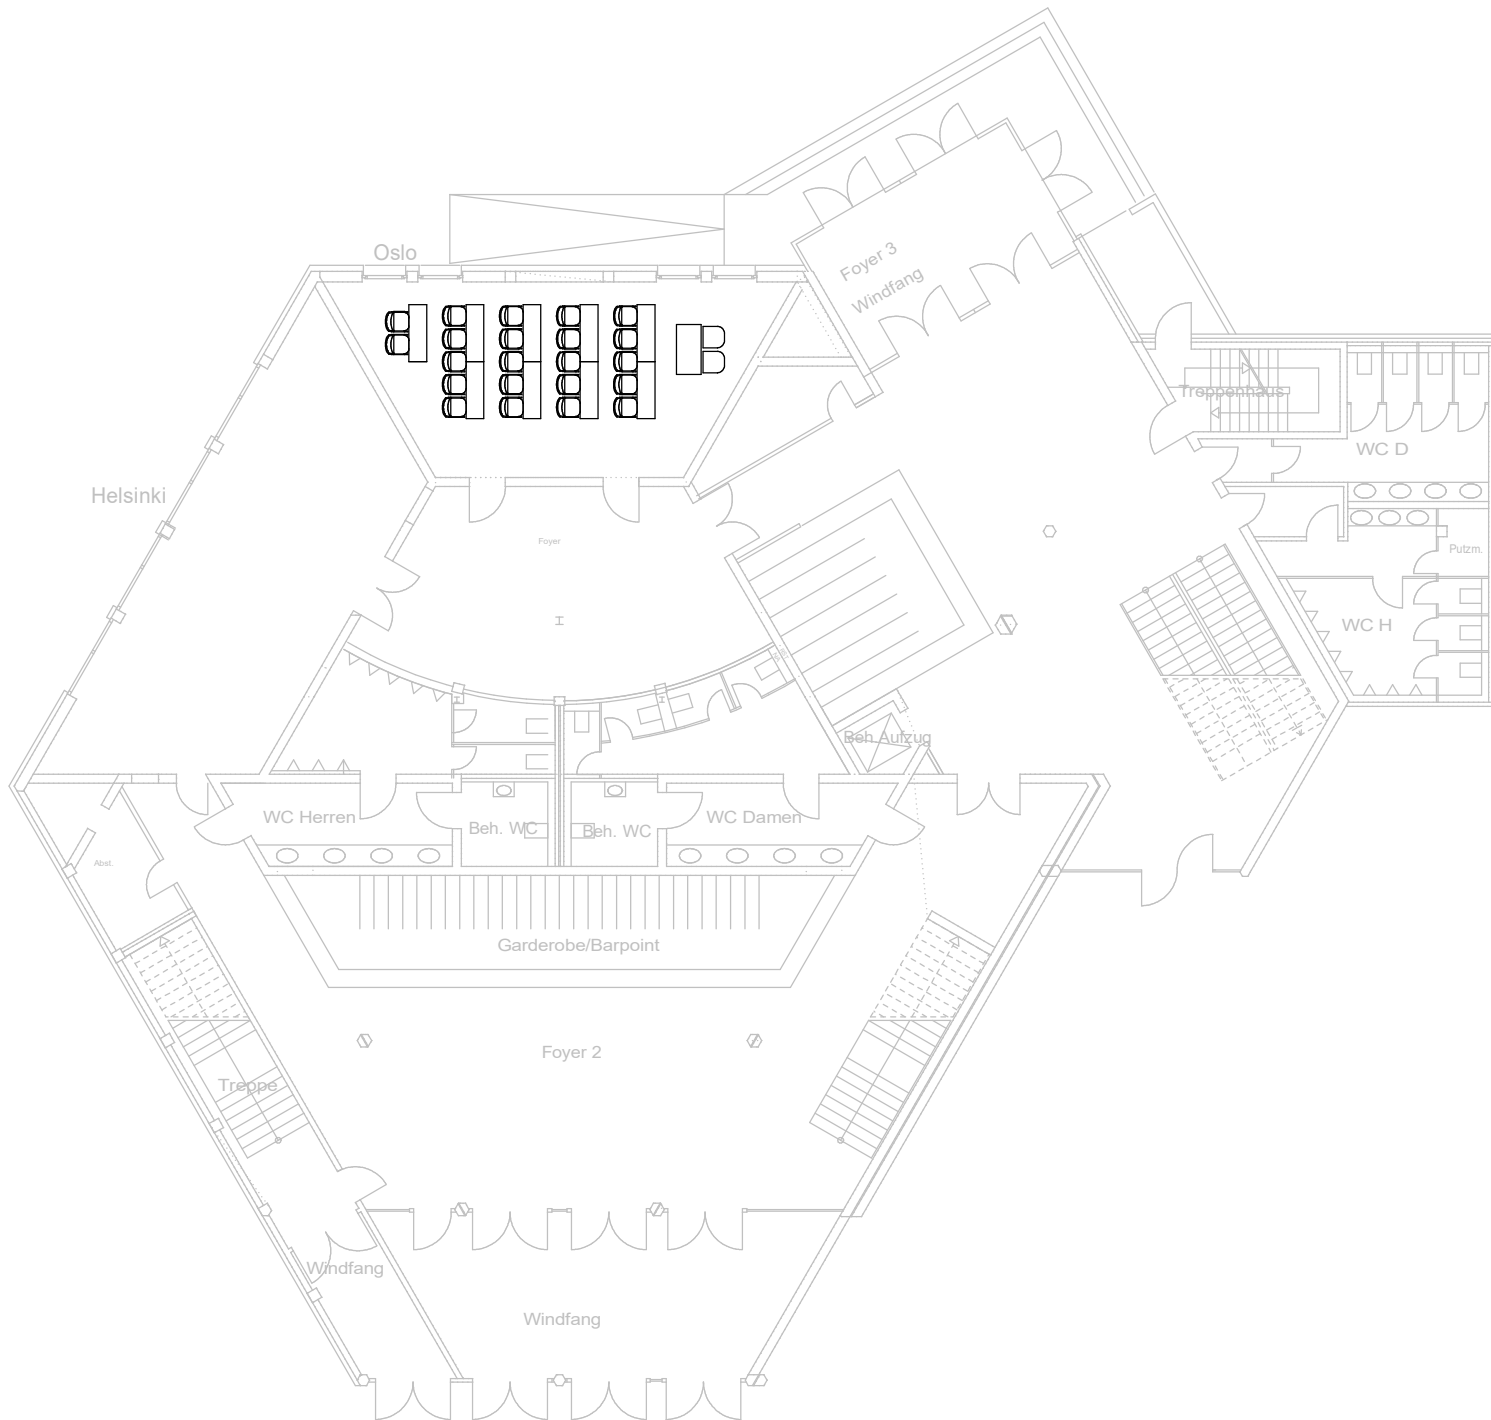 Oslo
Foyer 3
Windfang
Treppenhaus
WC D
Helsinki
Foyer
Putzm.
WC H
Beh.Aufzug
WC Herren
Beh. WC
Beh. WC
WC Damen
Abst.
Garderobe/Barpoint
Foyer 2
Treppe
Windfang
Windfang